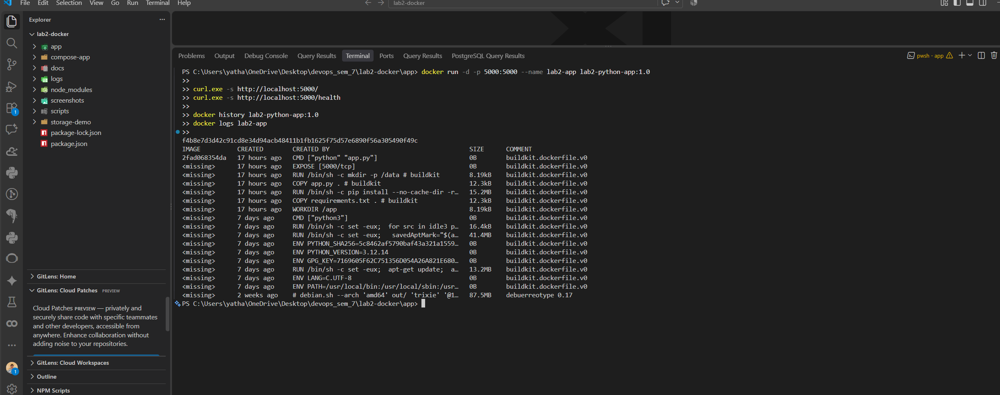 File Edit Selection View Go Run Terminal Help
lab2-docker
Explorer
lab2-docker
app
compose-app
docs
logs
node_modules
screenshots
scripts
storage-demo
package-lock.json
package.json
GitLens: Home
GitLens: Cloud Patches PREVIEW
Cloud Patches PREVIEW — privately and
securely share code with specific teammates
and other developers, accessible from
anywhere. Enhance collaboration without
adding noise to your repositories.
GitLens: Cloud Workspaces
Outline
NPM Scripts
1
1
Problems Output Debug Console Query Results Terminal Ports Query Results PostgreSQL Query Results
pwsh - app
PS C:\Users\yatha\OneDrive\Desktop\devops_sem_7\lab2-docker\app> docker run -d -p 5000:5000 --name lab2-app lab2-python-app:1.0
>>
>> curl.exe -s http://localhost:5000/
>> curl.exe -s http://localhost:5000/health
>>
>> docker history lab2-python-app:1.0
>> docker logs lab2-app
>>
f4b8e7d3d42c91cd8e34d94acb48411b1fb1625f75d57e6890f56a305490f49c
IMAGE CREATED CREATED BY SIZE COMMENT
2fad068354da 17 hours ago CMD ["python" "app.py"] 0B buildkit.dockerfile.v0
<missing> 17 hours ago EXPOSE [5000/tcp] 0B buildkit.dockerfile.v0
<missing> 17 hours ago RUN /bin/sh -c mkdir -p /data # buildkit 8.19kB buildkit.dockerfile.v0
<missing> 17 hours ago COPY app.py . # buildkit 12.3kB buildkit.dockerfile.v0
<missing> 17 hours ago RUN /bin/sh -c pip install --no-cache-dir -r… 15.2MB buildkit.dockerfile.v0
<missing> 17 hours ago COPY requirements.txt . # buildkit 12.3kB buildkit.dockerfile.v0
<missing> 17 hours ago WORKDIR /app 8.19kB buildkit.dockerfile.v0
<missing> 7 days ago CMD ["python3"] 0B buildkit.dockerfile.v0
<missing> 7 days ago RUN /bin/sh -c set -eux; for src in idle3 p… 16.4kB buildkit.dockerfile.v0
<missing> 7 days ago RUN /bin/sh -c set -eux; savedAptMark="$(a… 41.4MB buildkit.dockerfile.v0
<missing> 7 days ago ENV PYTHON_SHA256=5c8462af5790baf43a321a1559… 0B buildkit.dockerfile.v0
<missing> 7 days ago ENV PYTHON_VERSION=3.12.14 0B buildkit.dockerfile.v0
<missing> 7 days ago ENV GPG_KEY=7169605F62C751356D054A26A821E680… 0B buildkit.dockerfile.v0
<missing> 7 days ago RUN /bin/sh -c set -eux; apt-get update; a… 13.2MB buildkit.dockerfile.v0
<missing> 7 days ago ENV LANG=C.UTF-8 0B buildkit.dockerfile.v0
<missing> 7 days ago ENV PATH=/usr/local/bin:/usr/local/sbin:/usr… 0B buildkit.dockerfile.v0
<missing> 2 weeks ago # debian.sh --arch 'amd64' out/ 'trixie' '@1… 87.5MB debuerreotype 0.17
PS C:\Users\yatha\OneDrive\Desktop\devops_sem_7\lab2-docker\app>